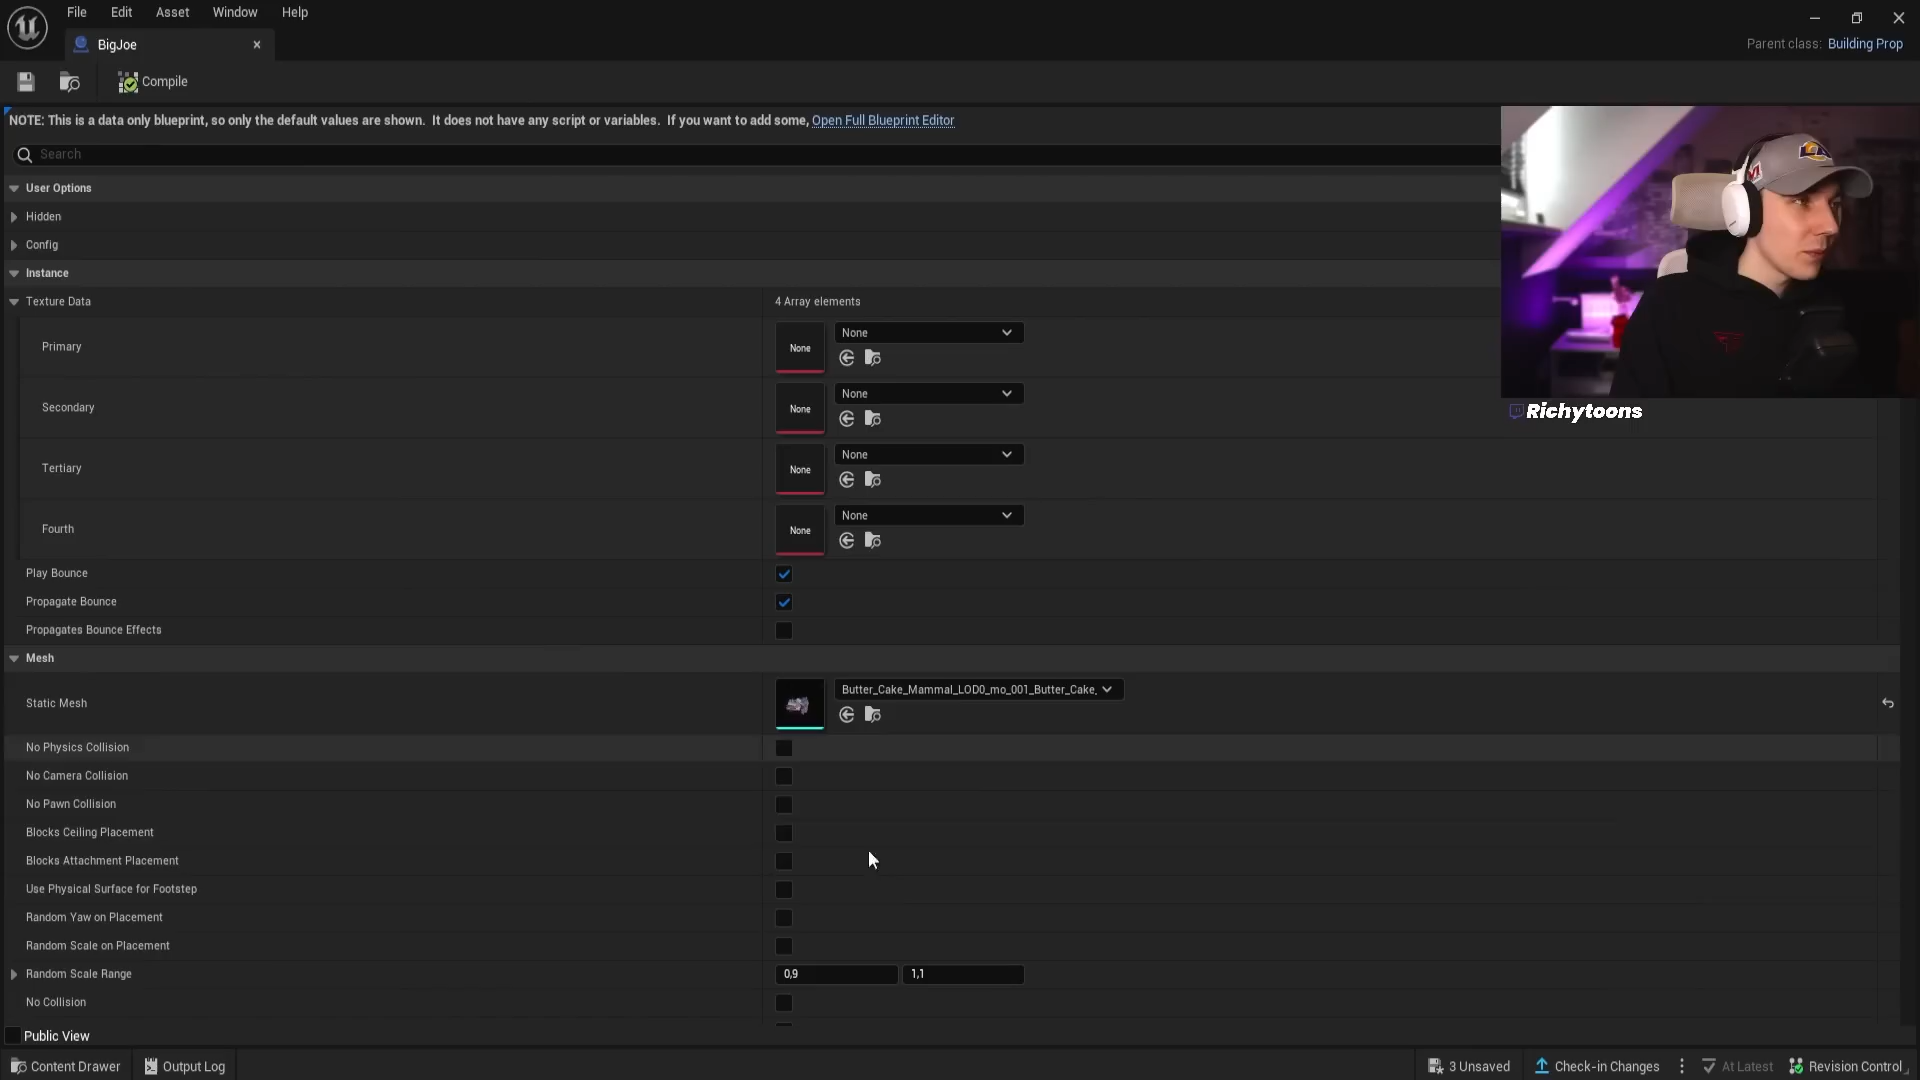 File Edit Asset Window Help
BigJoe
Parent class: Building Prop
Compile
NOTE: This is a data only blueprint, so only the default values are shown. It does not have any script or variables. If you want to add some, Open Full Blueprint Editor
Search
User Options
Hidden
Config
Instance
Texture Data 4 Array elements
Primary None None
Secondary None None
Tertiary None None
Fourth None None
Play Bounce
Propagate Bounce
Propagates Bounce Effects
Mesh
Static Mesh Butter_Cake_Mammal_LOD0_mo_001_Butter_Cake_
No Physics Collision
No Camera Collision
No Pawn Collision
Blocks Ceiling Placement
Blocks Attachment Placement
Use Physical Surface for Footstep
Random Yaw on Placement
Random Scale on Placement
Random Scale Range 0,9 1,1
No Collision
Public View
Content Drawer Output Log 3 Unsaved Check-in Changes At Latest Revision Control
Richytoons